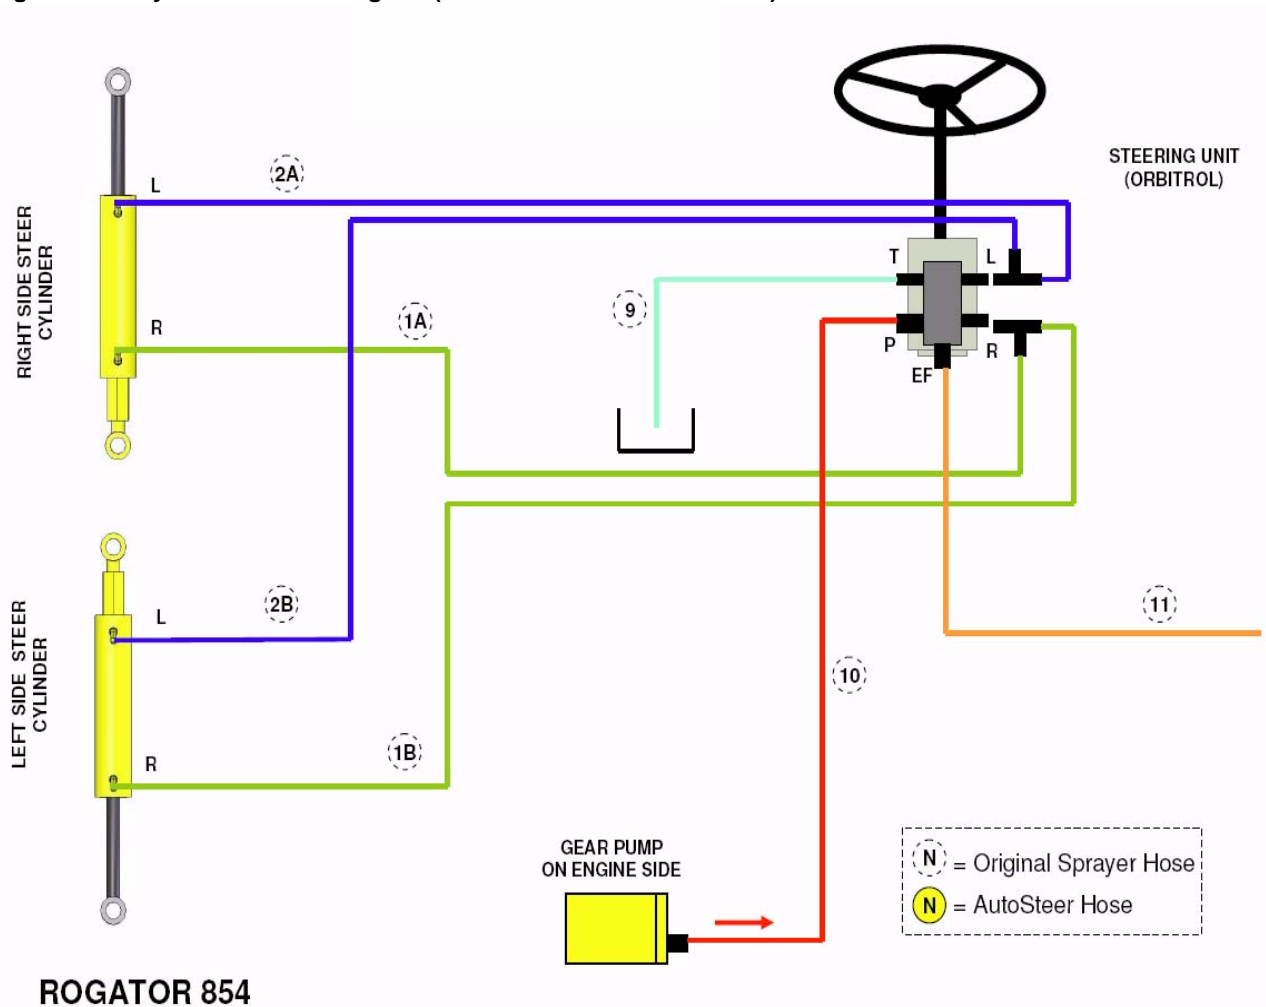 2A
STEERING UNIT
(ORBITROL)
L
RIGHT SIDE STEER
CYLINDER
T
L
R
1A
9
P
R
EF
LEFT SIDE STEER
CYLINDER
L
2B
11
10
R
1B
GEAR PUMP
ON ENGINE SIDE
N = Original Sprayer Hose
N = AutoSteer Hose
ROGATOR 854